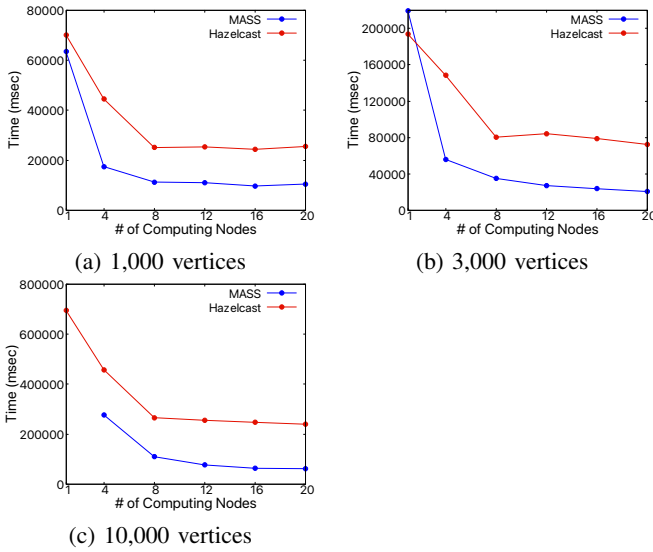 80000
60000
40000
20000
0
Time (msec)
MASS
Hazelcast
1 4 8 12 16 20
# of Computing Nodes
(a) 1,000 vertices
220000
200000
160000
120000
80000
40000
0
Time (msec)
MASS
Hazelcast
1 4 8 12 16 20
# of Computing Nodes
(b) 3,000 vertices
800000
600000
400000
200000
0
Time (msec)
MASS
Hazelcast
1 4 8 12 16 20
# of Computing Nodes
(c) 10,000 vertices